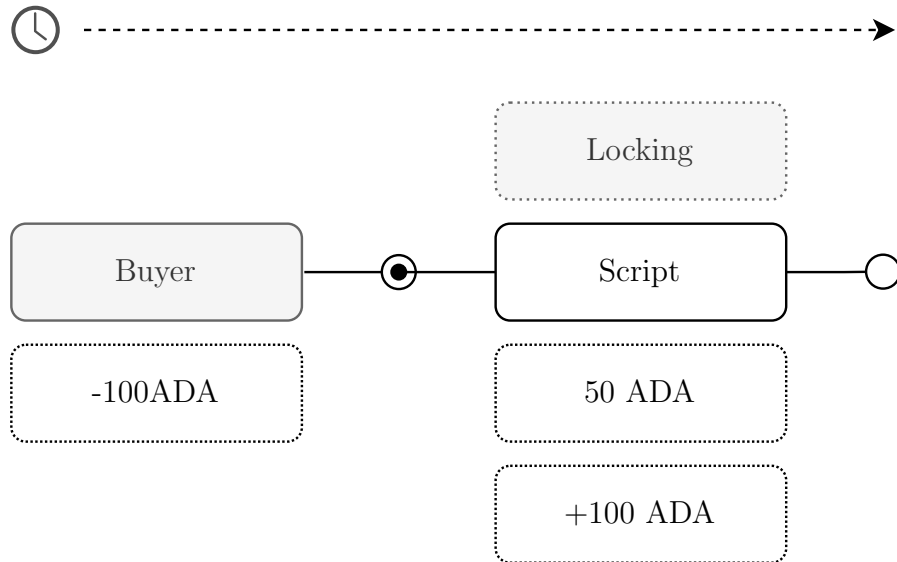 Locking
Buyer
Script
-100ADA
50 ADA
+100 ADA